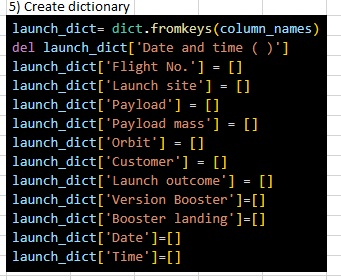 5) Create dictionary
launch_dict= dict.fromkeys(column_names)
del launch_dict['Date and time ( )']
launch_dict['Flight No.'] = []
launch_dict['Launch site'] = []
launch_dict['Payload'] = []
launch_dict['Payload mass'] = []
launch_dict['Orbit'] = []
launch_dict['Customer'] = []
launch_dict['Launch outcome'] = []
launch_dict['Version Booster']=[]
launch_dict['Booster landing']=[]
launch_dict['Date']=[]
launch_dict['Time']=[]